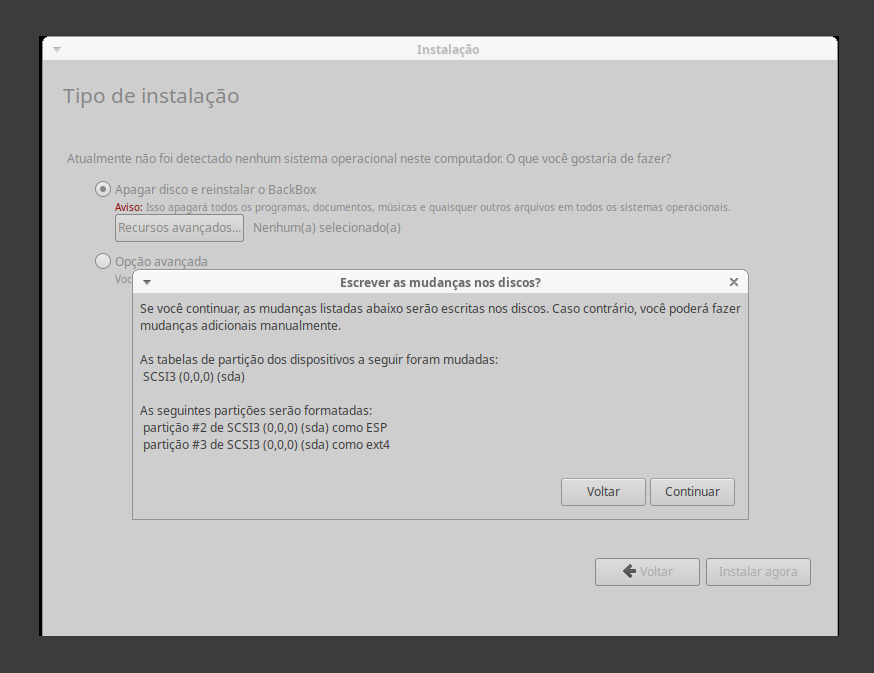 Instalação
Tipo de instalação
Atualmente não foi detectado nenhum sistema operacional neste computador. O que você gostaria de fazer?
Apagar disco e reinstalar o BackBox
Aviso: Isso apagará todos os programas, documentos, músicas e quaisquer outros arquivos em todos os sistemas operacionais.
Recursos avançados... Nenhum(a) selecionado(a)
Opção avançada
Voc
Escrever as mudanças nos discos?
Se você continuar, as mudanças listadas abaixo serão escritas nos discos. Caso contrário, você poderá fazer
mudanças adicionais manualmente.
As tabelas de partição dos dispositivos a seguir foram mudadas:
SCSI3 (0,0,0) (sda)
As seguintes partições serão formatadas:
partição #2 de SCSI3 (0,0,0) (sda) como ESP
partição #3 de SCSI3 (0,0,0) (sda) como ext4
Voltar Continuar
Voltar Instalar agora